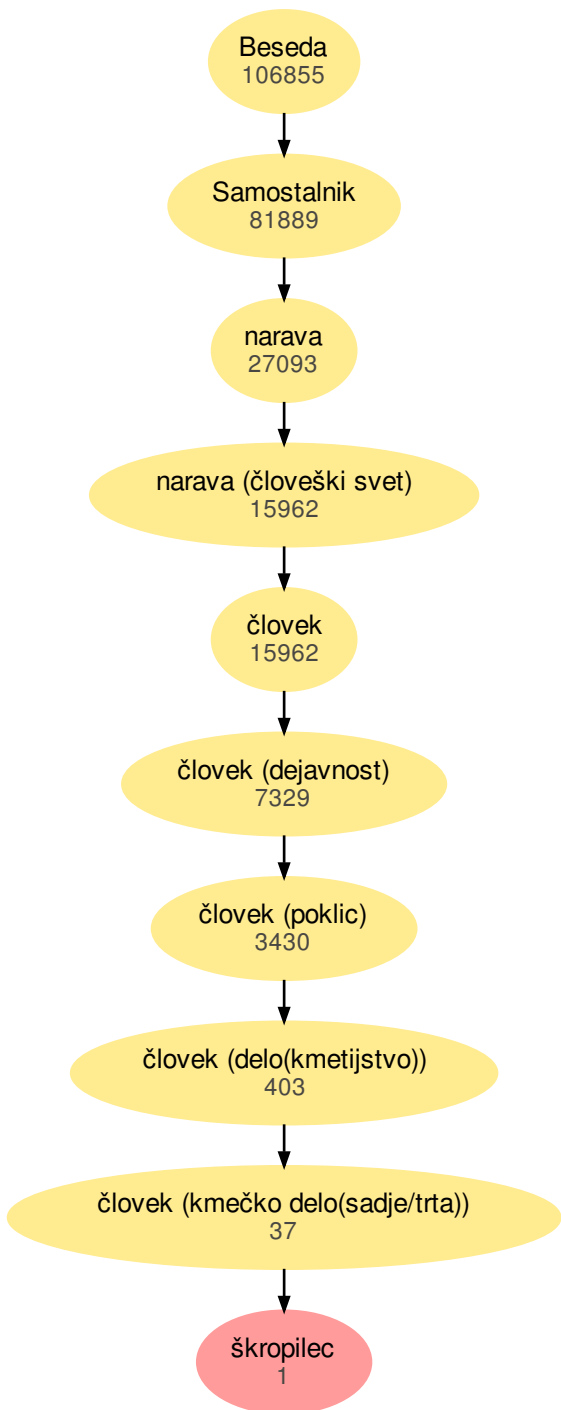 Beseda
106855
Samostalnik
81889
narava
27093
narava (človeški svet)
15962
človek
15962
človek (dejavnost)
7329
človek (poklic)
3430
človek (delo(kmetijstvo))
403
človek (kmečko delo(sadje/trta))
37
škropilec
1